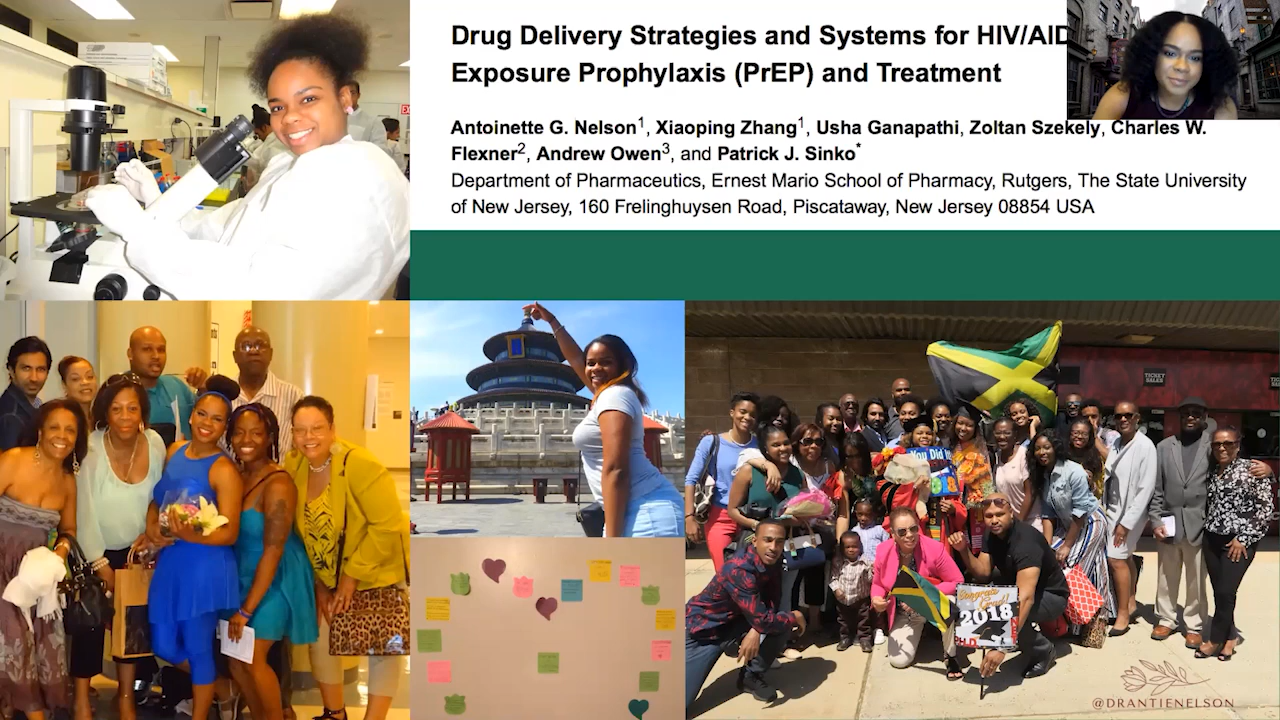 Drug Delivery Strategies and Systems for HIV/AID
Exposure Prophylaxis (PrEP) and Treatment
Antoinette G. Nelson1, Xiaoping Zhang1, Usha Ganapathi, Zoltan Szekely, Charles W.
Flexner2, Andrew Owen3, and Patrick J. Sinko*
Department of Pharmaceutics, Ernest Mario School of Pharmacy, Rutgers, The State University
of New Jersey, 160 Frelinghuysen Road, Piscataway, New Jersey 08854 USA
TICKET
SALES
You Did It
Congrats
Grad!
2018
PH.D.
@DRANTIENELSON